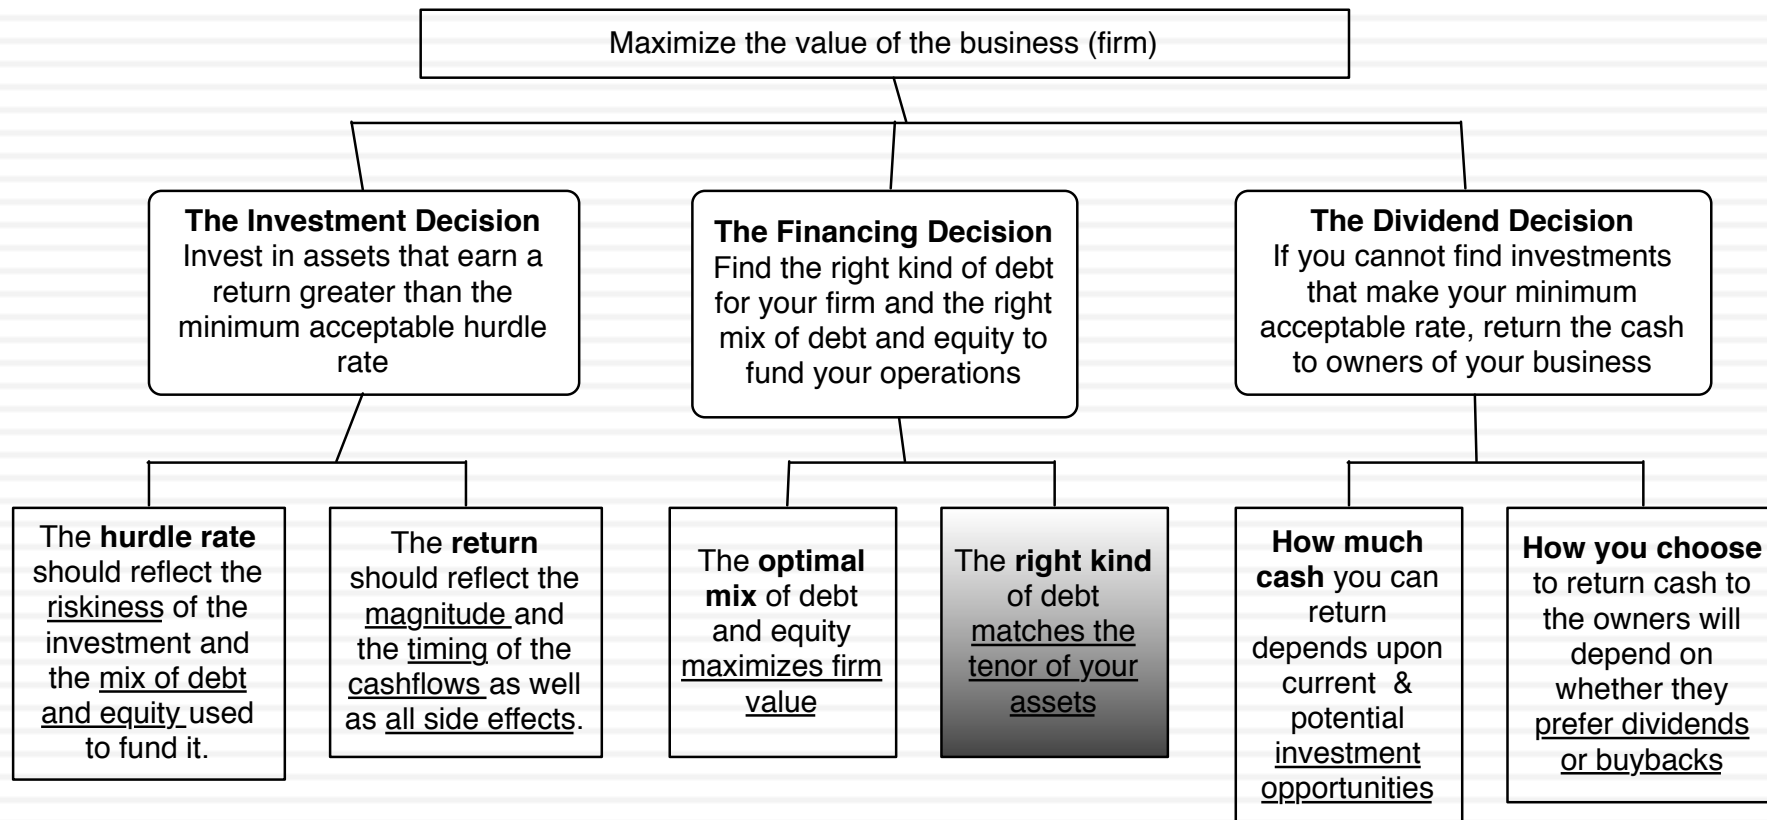 Maximize the value of the business (firm)
The Investment Decision
Invest in assets that earn a
return greater than the
minimum acceptable hurdle
rate
The Financing Decision
Find the right kind of debt
for your firm and the right
mix of debt and equity to
fund your operations
The Dividend Decision
If you cannot find investments
that make your minimum
acceptable rate, return the cash
to owners of your business
The hurdle rate
should reflect the
riskiness of the
investment and
the mix of debt
and equity used
to fund it.
The return
should reflect the
magnitude and
the timing of the
cashflows as well
as all side effects.
The optimal
mix of debt
and equity
maximizes firm
value
The right kind
of debt
matches the
tenor of your
assets
How much
cash you can
return
depends upon
current &
potential
investment
opportunities
How you choose
to return cash to
the owners will
depend on
whether they
prefer dividends
or buybacks